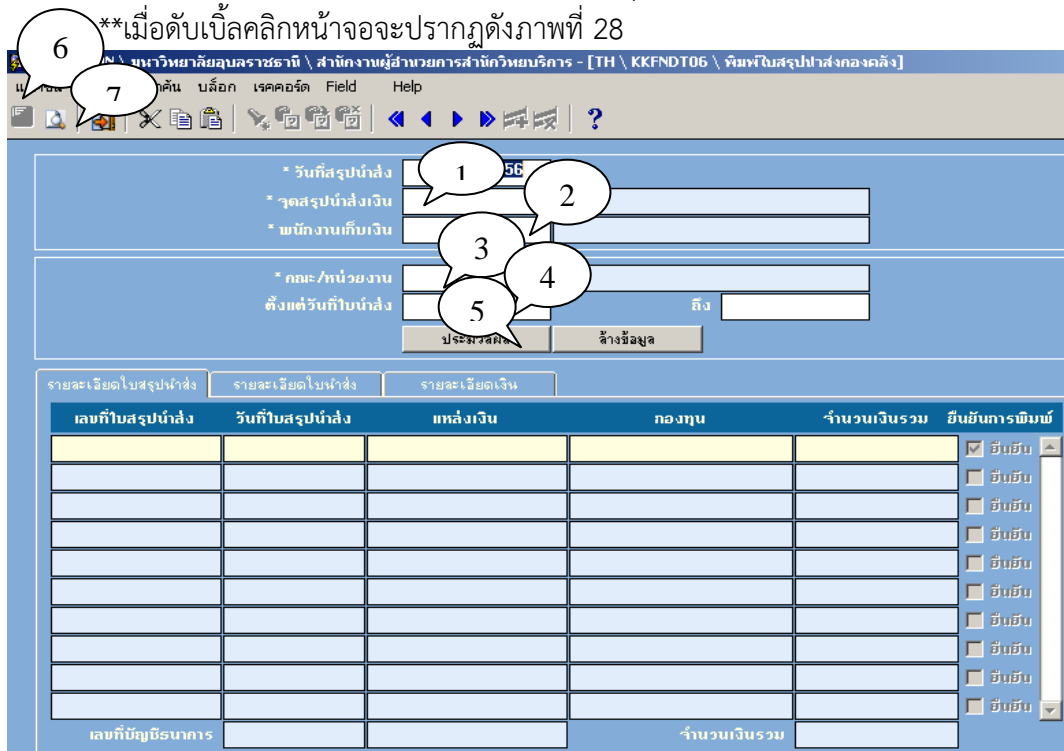 **เมื่อดับเบิ้ลคลิกหน้าจอจะปรากฏดังภาพที่ 28
6
\ มหาวิทยาลัยอุบลราชธานี \ สำนักงานผู้อำนวยการสำนักวิทยบริการ - [TH \ KKFNDT06 \ พิมพ์ใบสรุปนำส่งกองคลัง]
7
บล็อก เรคคอร์ด Field Help
?
* วันที่สรุปนำส่ง 1 56
* จุดสรุปนำส่งเงิน 2
* พนักงานเก็บเงิน
3
* คณะ/หน่วยงาน 4
ตั้งแต่วันที่ใบนำส่ง 5 ถึง
ประมวลผล ล้างข้อมูล
รายละเอียดใบสรุปนำส่ง รายละเอียดใบนำส่ง รายละเอียดเงิน
เลขที่ใบสรุปนำส่ง วันที่ใบสรุปนำส่ง แหล่งเงิน กองทุน จำนวนเงินรวม ยืนยันการพิมพ์
ยืนยัน
ยืนยัน
ยืนยัน
ยืนยัน
ยืนยัน
ยืนยัน
ยืนยัน
ยืนยัน
ยืนยัน
ยืนยัน
เลขที่บัญชีธนาคาร จำนวนเงินรวม